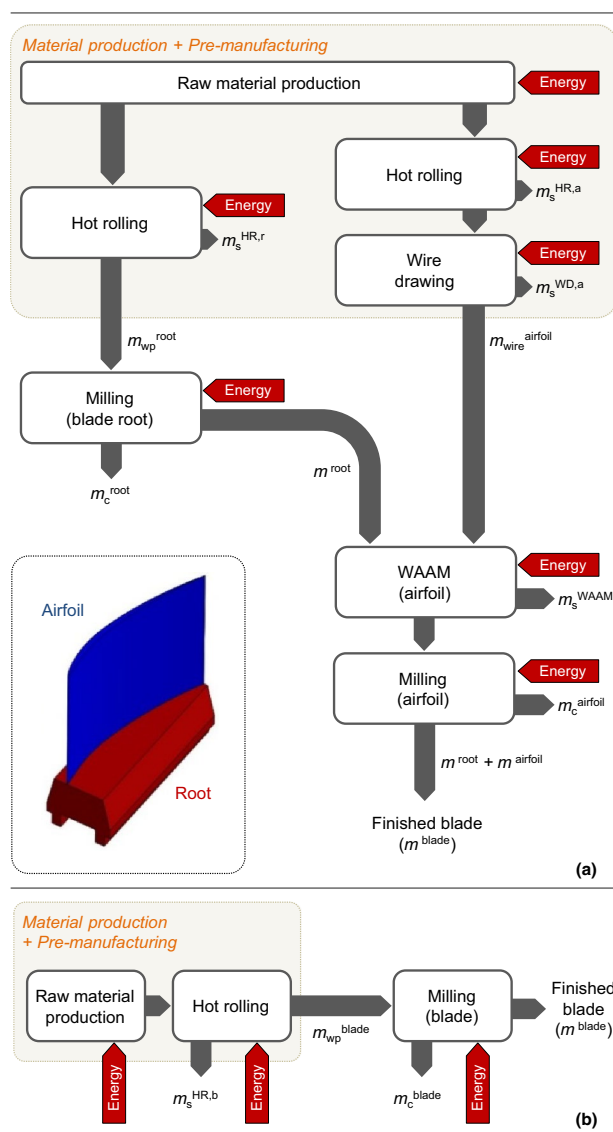 Material production + Pre-manufacturing
Raw material production
Energy
Hot rolling
Energy
m_s^HR,a
Hot rolling
Energy
m_s^HR,r
Wire
drawing
Energy
m_s^WD,a
m_wp^root
m_wire^airfoil
Milling
(blade root)
Energy
m_c^root
m^root
WAAM
(airfoil)
Energy
m_s^WAAM
Milling
(airfoil)
Energy
m_c^airfoil
m^root + m^airfoil
Finished blade
(m^blade)
Airfoil
Root
(a)
Material production
+ Pre-manufacturing
Raw material
production
Energy
Hot rolling
m_s^HR,b
Energy
m_wp^blade
Milling
(blade)
m_c^blade
Energy
Finished
blade
(m^blade)
(b)